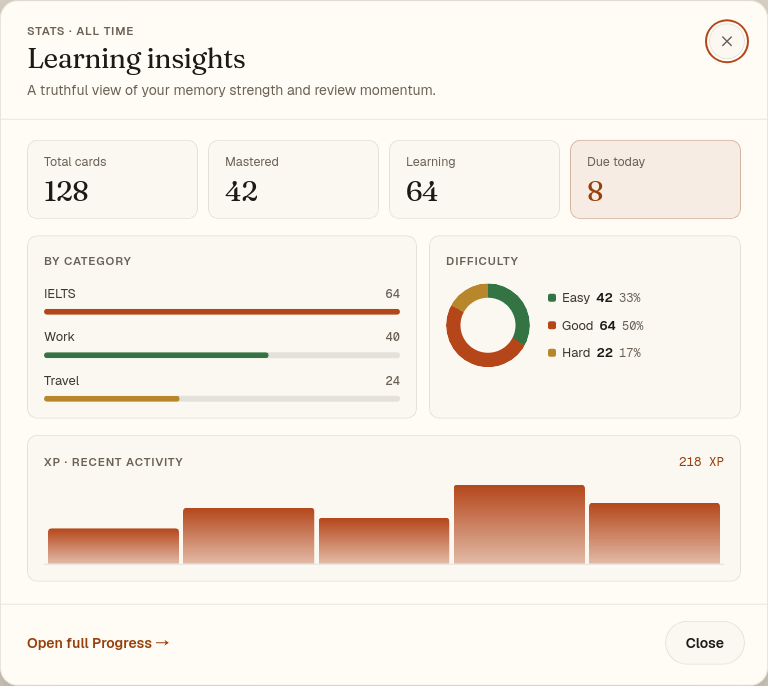 STATS · ALL TIME
Learning insights
A truthful view of your memory strength and review momentum.
Total cards
128
Mastered
42
Learning
64
Due today
8
BY CATEGORY
IELTS 64
Work 40
Travel 24
DIFFICULTY
Easy 42 33%
Good 64 50%
Hard 22 17%
XP · RECENT ACTIVITY 218 XP
Open full Progress →
Close